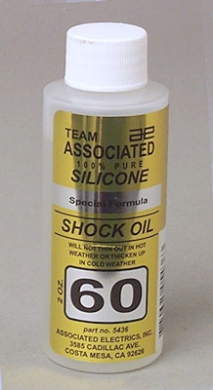 TEAM ae
ASSOCIATED
100% PURE
SILICONE
Special Formula
SHOCK OIL
WILL NOT THIN OUT IN HOT
WEATHER OR THICKEN UP
IN COLD WEATHER
2 OZ
60
part no. 5436
ASSOCIATED ELECTRICS, INC.
3585 CADILLAC AVE.
COSTA MESA, CA 92626